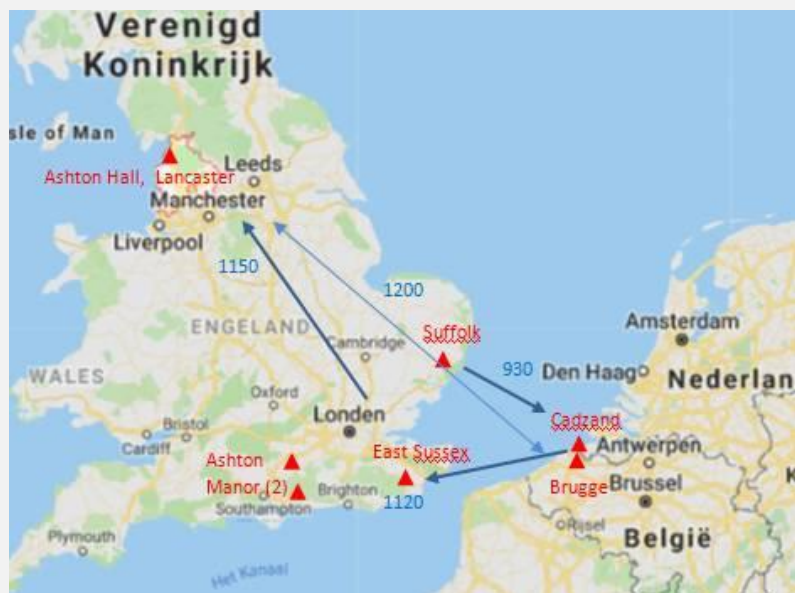 Verenigd
Koninkrijk
sle of Man
Leeds
Ashton Hall, Lancaster
Manchester
Liverpool
1150
1200
ENGELAND
Suffolk
Cambridge
Amsterdam
930
Den Haag
Nederlan
WALES
Oxford
Londen
Cadzand
Bristol
Cardiff
Ashton
East Sussex
Antwerpen
Manor (2)
Brighton
Brugge
Brussel
Southampton
1120
Plymouth
Rijsel
België
Het Kanaal
K